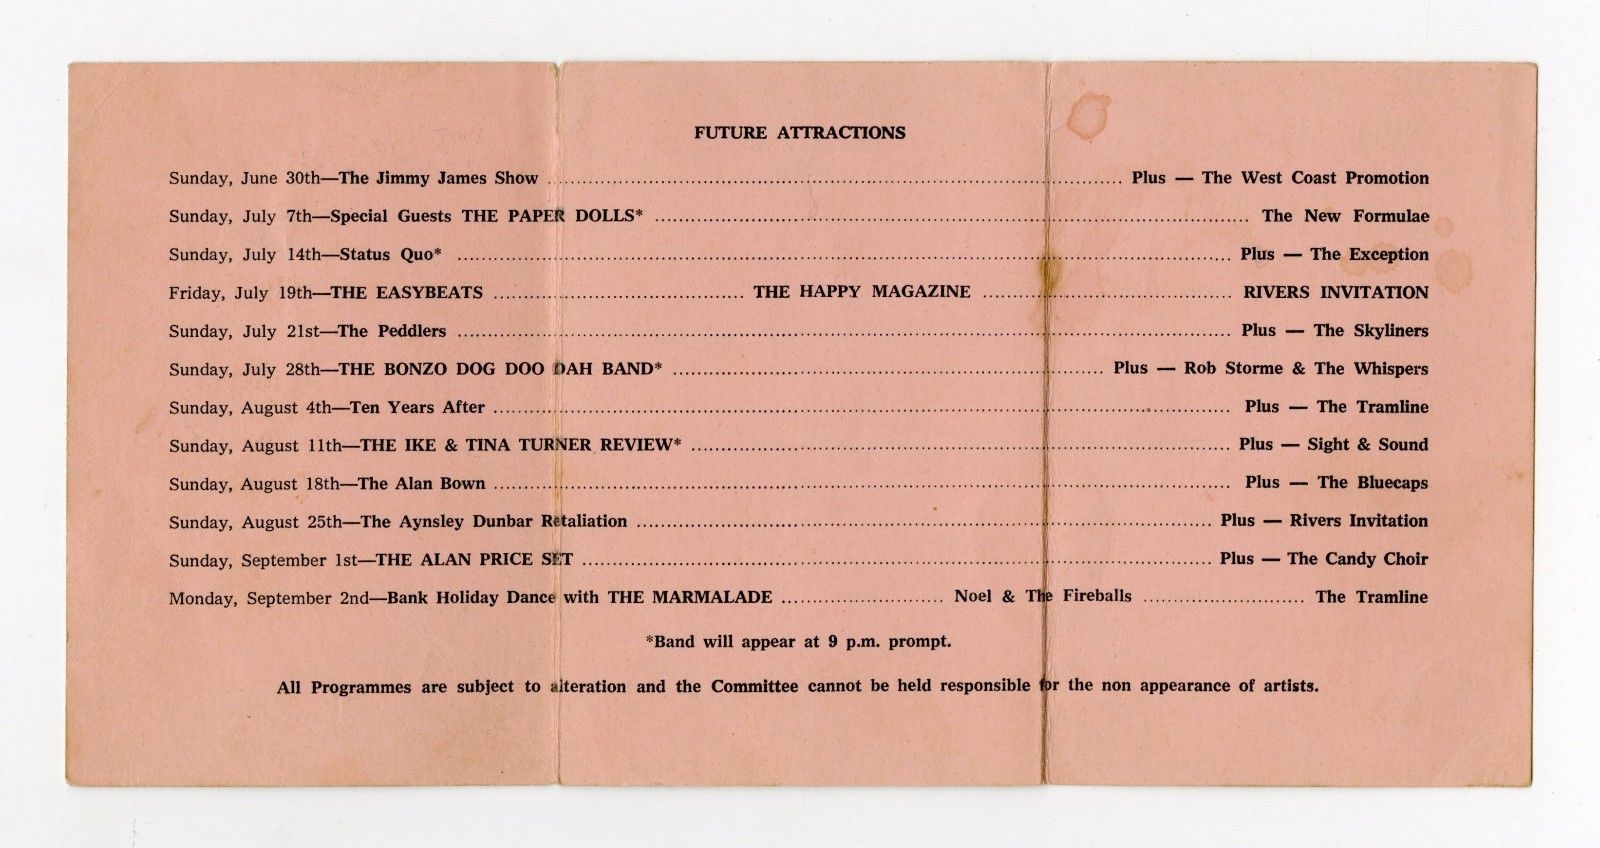 FUTURE ATTRACTIONS
Sunday, June 30th—The Jimmy James Show ........ Plus — The West Coast Promotion
Sunday, July 7th—Special Guests THE PAPER DOLLS* ........ The New Formulae
Sunday, July 14th—Status Quo* ........ Plus — The Exception
Friday, July 19th—THE EASYBEATS ........ THE HAPPY MAGAZINE ........ RIVERS INVITATION
Sunday, July 21st—The Peddlers ........ Plus — The Skyliners
Sunday, July 28th—THE BONZO DOG DOO DAH BAND* ........ Plus — Rob Storme & The Whispers
Sunday, August 4th—Ten Years After ........ Plus — The Tramline
Sunday, August 11th—THE IKE & TINA TURNER REVIEW* ........ Plus — Sight & Sound
Sunday, August 18th—The Alan Bown ........ Plus — The Bluecaps
Sunday, August 25th—The Aynsley Dunbar Retaliation ........ Plus — Rivers Invitation
Sunday, September 1st—THE ALAN PRICE SET ........ Plus — The Candy Choir
Monday, September 2nd—Bank Holiday Dance with THE MARMALADE ........ Noel & The Fireballs ........ The Tramline
*Band will appear at 9 p.m. prompt.
All Programmes are subject to alteration and the Committee cannot be held responsible for the non appearance of artists.